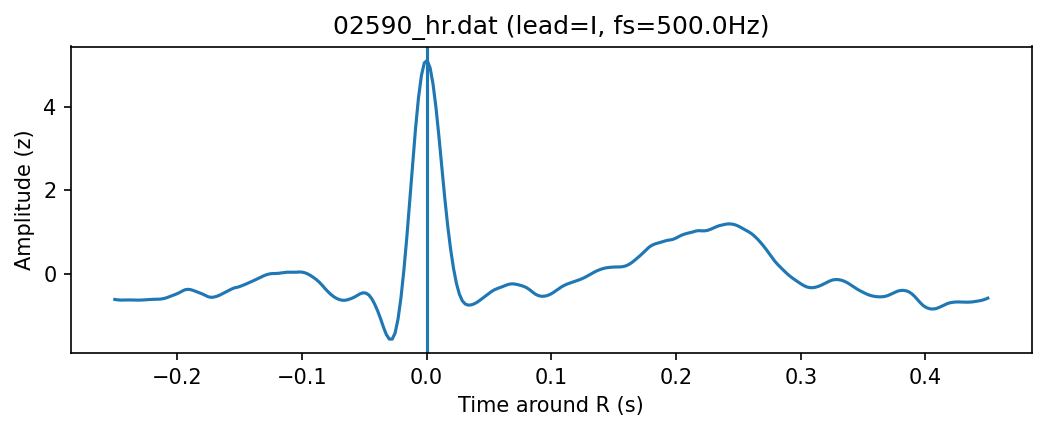 02590_hr.dat (lead=I, fs=500.0Hz)
Amplitude (z)
4
2
0
−0.2 −0.1 0.0 0.1 0.2 0.3 0.4
Time around R (s)